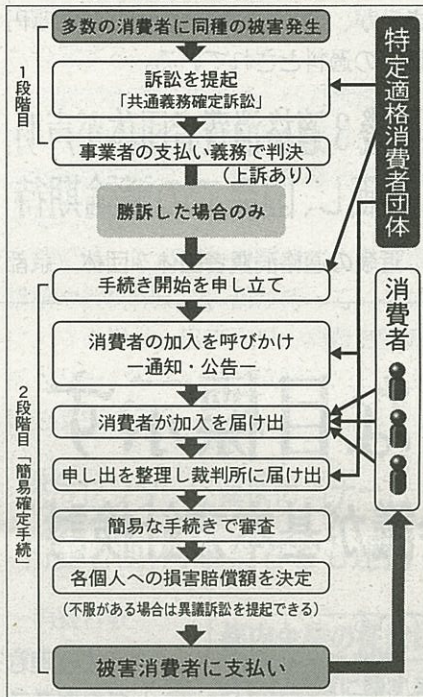 多数の消費者に同種の被害発生
1段階目
訴訟を提起
「共通義務確定訴訟」
事業者の支払い義務で判決
(上訴あり)
勝訴した場合のみ
特定適格消費者団体
消費者
2段階目「簡易確定手続」
手続き開始を申し立て
消費者の加入を呼びかけ
―通知・公告―
消費者が加入を届け出
申し出を整理し裁判所に届け出
簡易な手続きで審査
各個人への損害賠償額を決定
(不服がある場合は異議訴訟を提起できる)
被害消費者に支払い